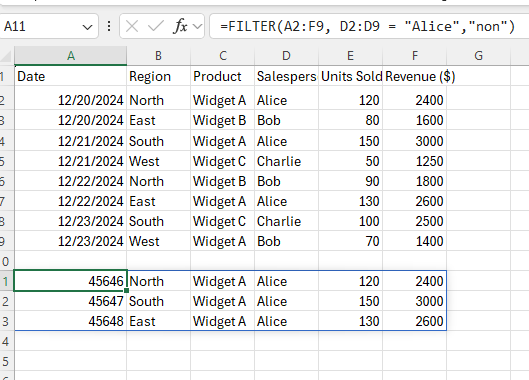 A11 fx =FILTER(A2:F9, D2:D9 = "Alice","non")
A B C D E F G
1 Date Region Product Salespers Units Sold Revenue ($)
2 12/20/2024 North Widget A Alice 120 2400
3 12/20/2024 East Widget B Bob 80 1600
4 12/21/2024 South Widget A Alice 150 3000
5 12/21/2024 West Widget C Charlie 50 1250
6 12/22/2024 North Widget B Bob 90 1800
7 12/22/2024 East Widget A Alice 130 2600
8 12/23/2024 South Widget C Charlie 100 2500
9 12/23/2024 West Widget A Bob 70 1400
0
1 45646 North Widget A Alice 120 2400
2 45647 South Widget A Alice 150 3000
3 45648 East Widget A Alice 130 2600
4
5